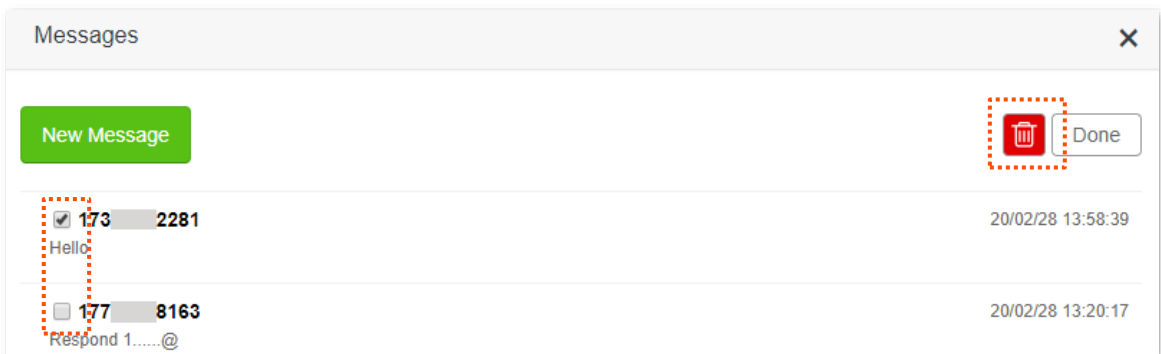 Messages
New Message
Done
173 2281
20/02/28 13:58:39
Hello
177 8163
20/02/28 13:20:17
Respond 1......@